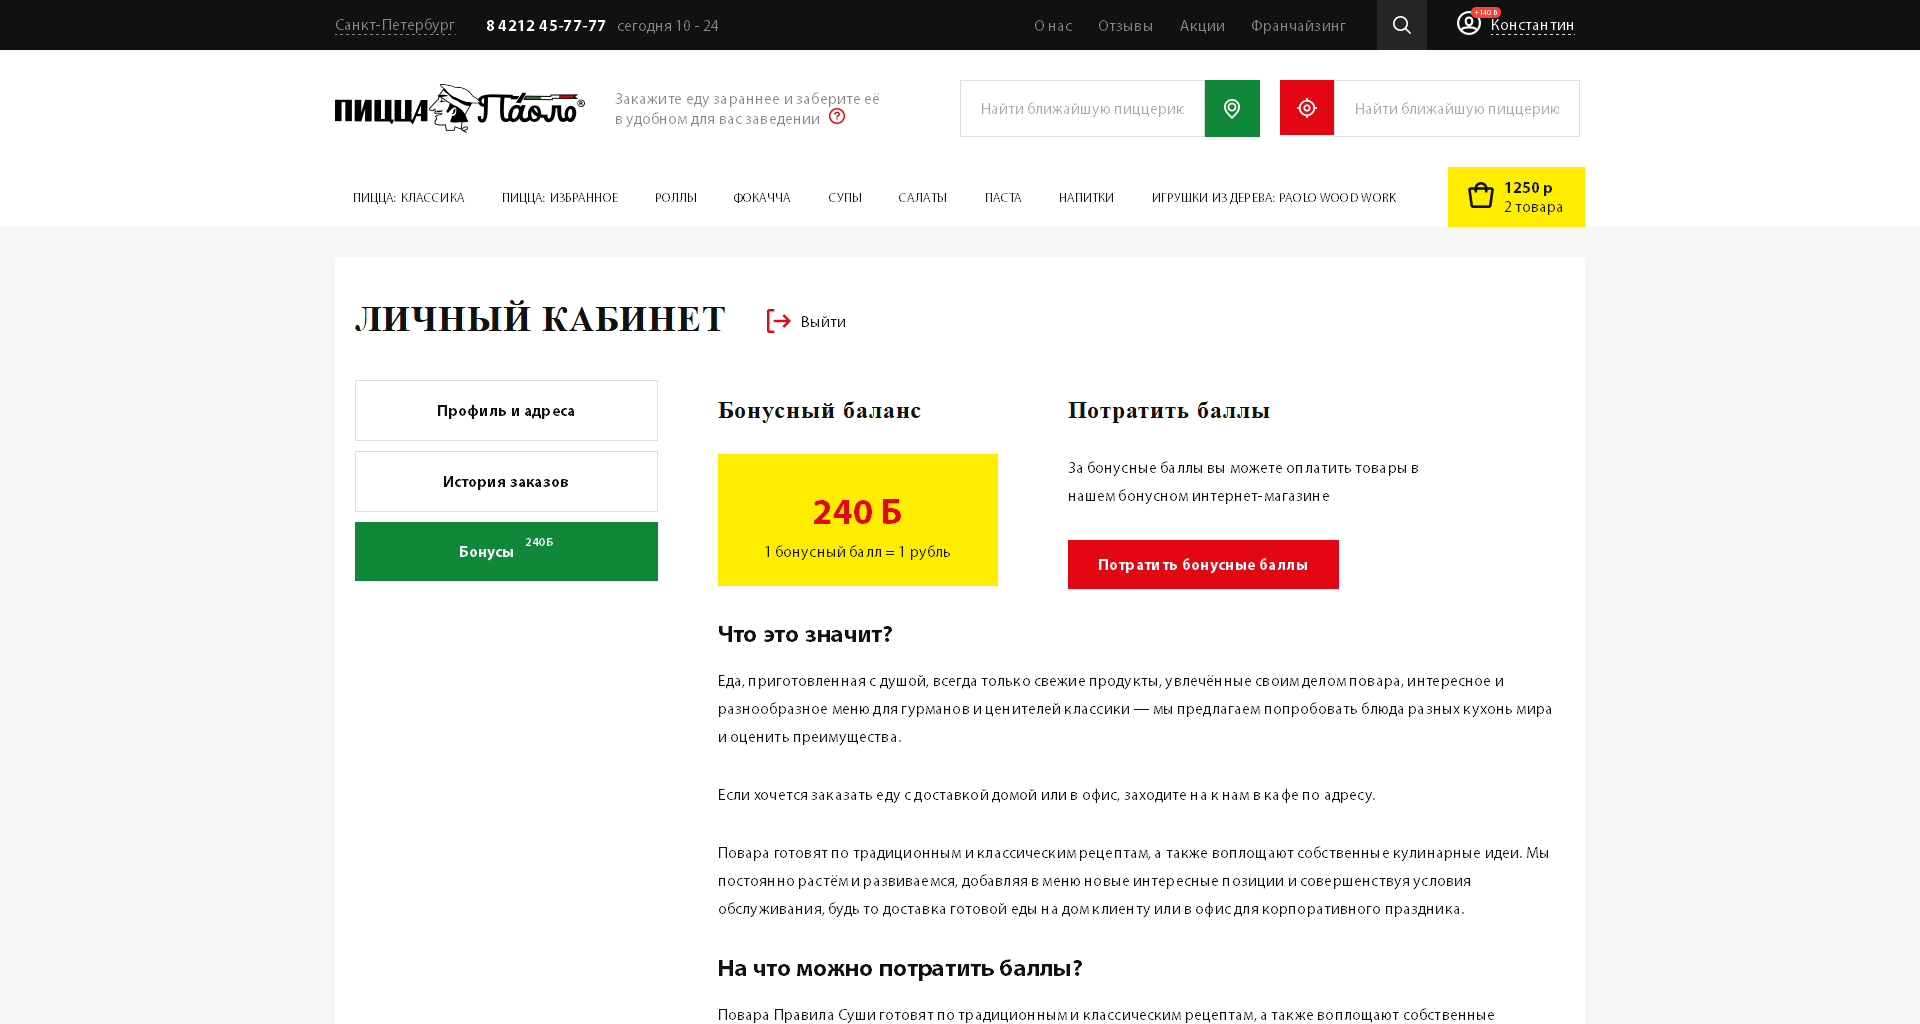 Санкт-Петербург 8 4212 45-77-77 сегодня 10 - 24 О нас Отзывы Акции Франчайзинг +140 Б Константин
ПИЦЦА Паоло®
Закажите еду зараннее и заберите её
в удобном для вас заведении ?
Найти ближайшую пиццерик
Найти ближайшую пиццерию
ПИЦЦА: КЛАССИКА ПИЦЦА: ИЗБРАННОЕ РОЛЛЫ ФОКАЧЧА СУПЫ САЛАТЫ ПАСТА НАПИТКИ ИГРУШКИ ИЗ ДЕРЕВА: PAOLO WOOD WORK
1250 р
2 товара
ЛИЧНЫЙ КАБИНЕТ Выйти
Профиль и адреса
История заказов
Бонусы 240Б
Бонусный баланс
240 Б
1 бонусный балл = 1 рубль
Потратить баллы
За бонусные баллы вы можете оплатить товары в
нашем бонусном интернет-магазине
Потратить бонусные баллы
Что это значит?
Еда, приготовленная с душой, всегда только свежие продукты, увлечённые своим делом повара, интересное и
разнообразное меню для гурманов и ценителей классики — мы предлагаем попробовать блюда разных кухонь мира
и оценить преимущества.
Если хочется заказать еду с доставкой домой или в офис, заходите на к нам в кафе по адресу.
Повара готовят по традиционным и классическим рецептам, а также воплощают собственные кулинарные идеи. Мы
постоянно растём и развиваемся, добавляя в меню новые интересные позиции и совершенствуя условия
обслуживания, будь то доставка готовой еды на дом клиенту или в офис для корпоративного праздника.
На что можно потратить баллы?
Повара Правила Суши готовят по традиционным и классическим рецептам, а также воплощают собственные